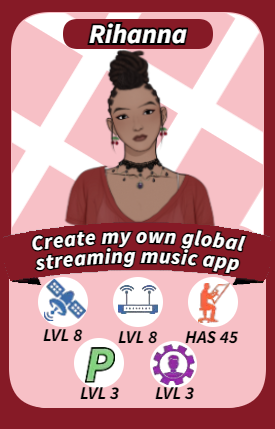 Rihanna
Create my own global
streaming music app
LVL 8
LVL 8
HAS 45
P
LVL 3
LVL 3